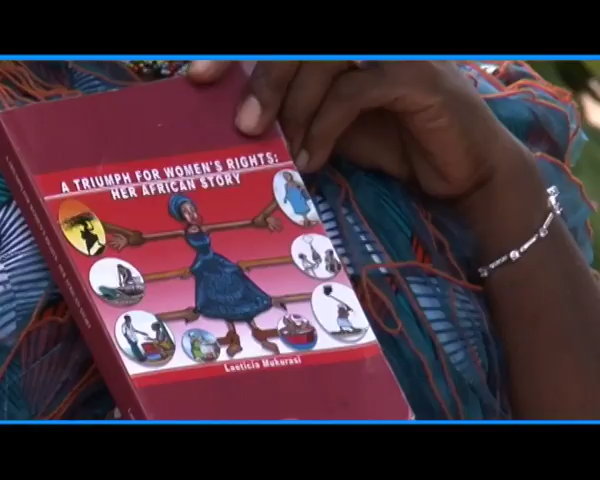 A TRIUMPH FOR WOMEN'S RIGHTS:
HER AFRICAN STORY
Laeticia Mukurasi